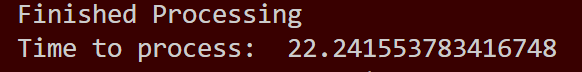 Finished Processing
Time to process:  22.241553783416748